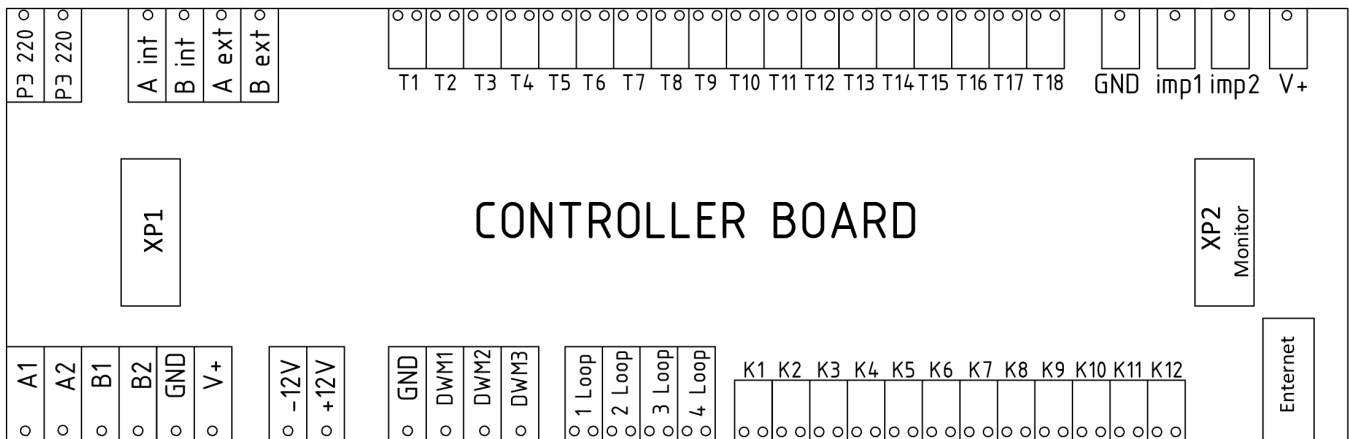 P3 220 P3 220 A int B int A ext B ext
T1 T2 T3 T4 T5 T6 T7 T8 T9 T10 T11 T12 T13 T14 T15 T16 T17 T18 GND imp1 imp2 V+
XP1
CONTROLLER BOARD
XP2
Monitor
A1 A2 B1 B2 GND V+ -12V +12V GND DWM1 DWM2 DWM3 1 Loop 2 Loop 3 Loop 4 Loop
K1 K2 K3 K4 K5 K6 K7 K8 K9 K10 K11 K12
Enternet